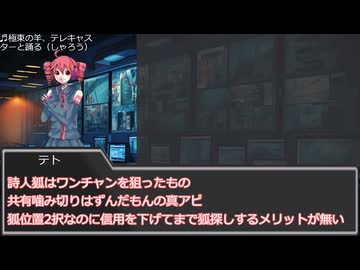 ♬極東の羊、テレキャス
ターと踊る（しゃろう）
テト
詩人狐はワンチャンを狙ったもの
共有噛み切りはずんだもんの真アピ
狐位置2択なのに信用を下げてまで狐探しするメリットが無い